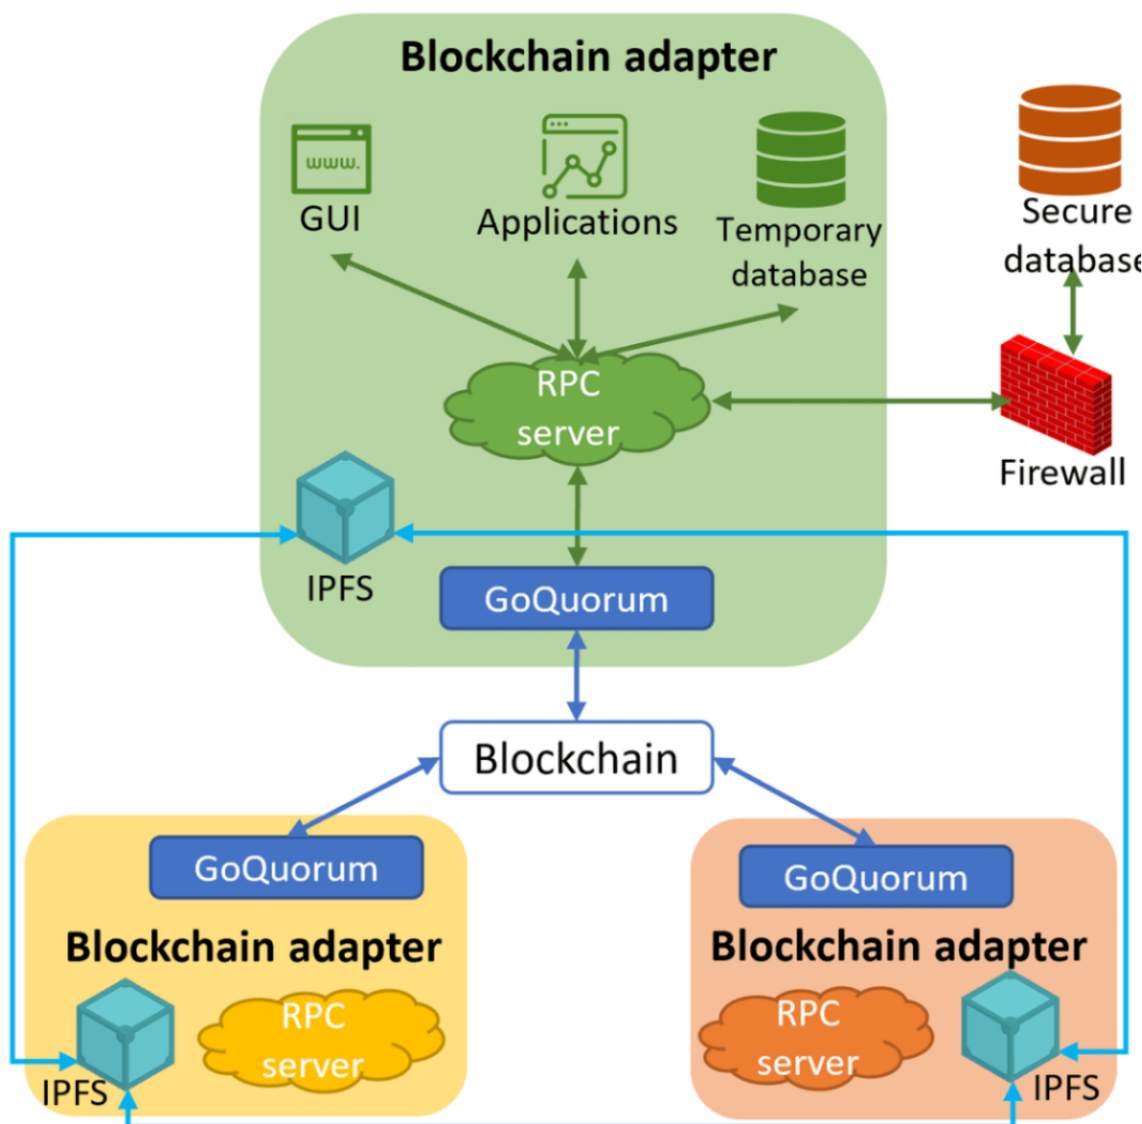 Blockchain adapter
www.
GUI
Applications
Temporary
database
Secure
database
RPC
server
Firewall
IPFS
GoQuorum
Blockchain
GoQuorum
Blockchain adapter
RPC
server
IPFS
GoQuorum
Blockchain adapter
RPC
server
IPFS